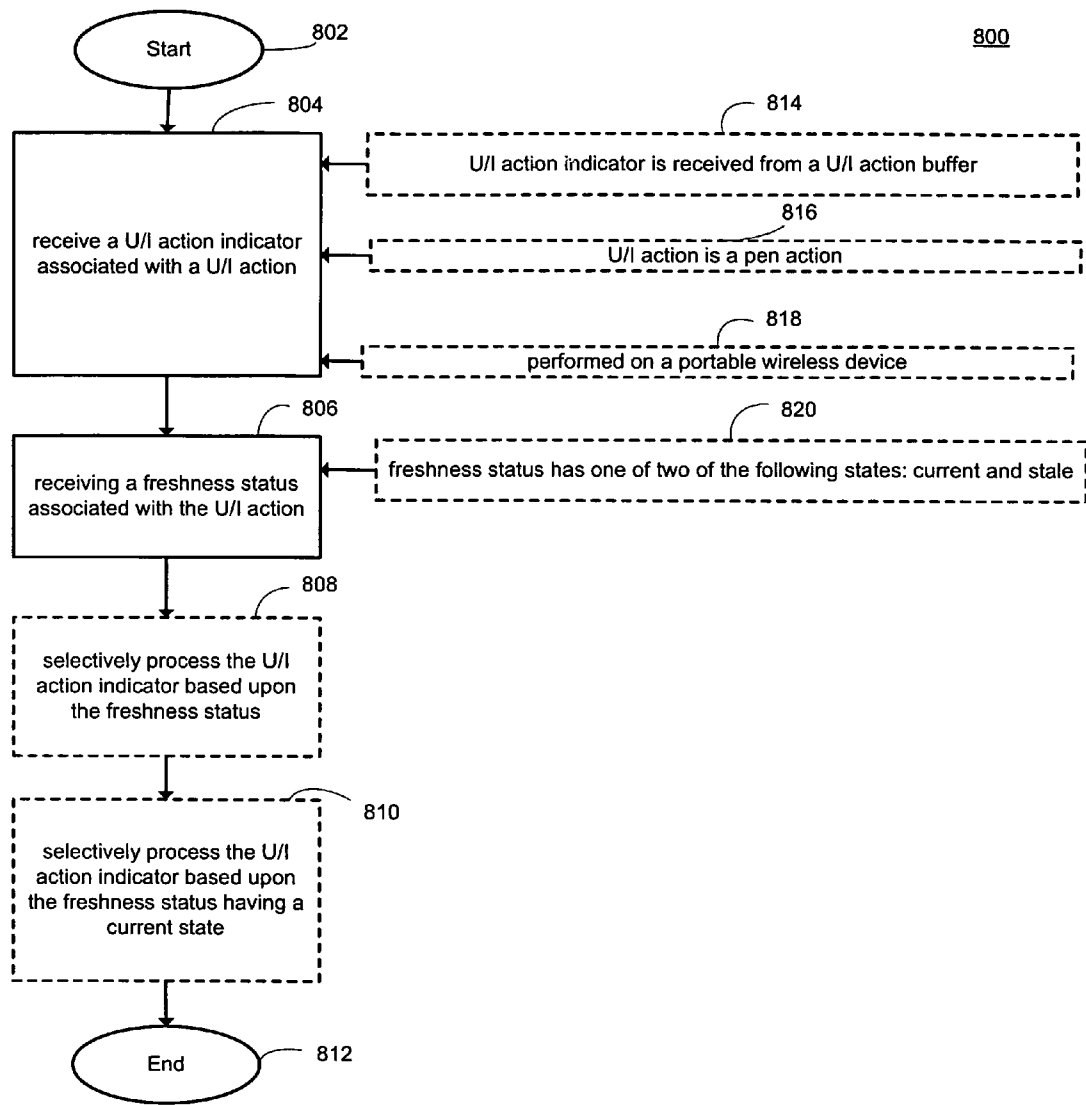 Start
802
800
804
814
U/I action indicator is received from a U/I action buffer
816
U/I action is a pen action
receive a U/I action indicator
associated with a U/I action
818
performed on a portable wireless device
806
820
receiving a freshness status
associated with the U/I action
freshness status has one of two of the following states: current and stale
808
selectively process the U/I
action indicator based upon
the freshness status
810
selectively process the U/I
action indicator based upon
the freshness status having a
current state
End
812